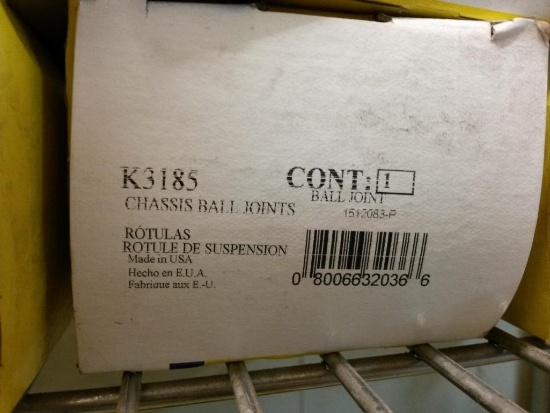 K3185
CONT: 1
BALL JOINT
CHASSIS BALL JOINTS
1512083-P
RÓTULAS
ROTULE DE SUSPENSION
Made in USA
Hecho en E.U.A.
Fabrique aux E.-U.
0 8006632036 6